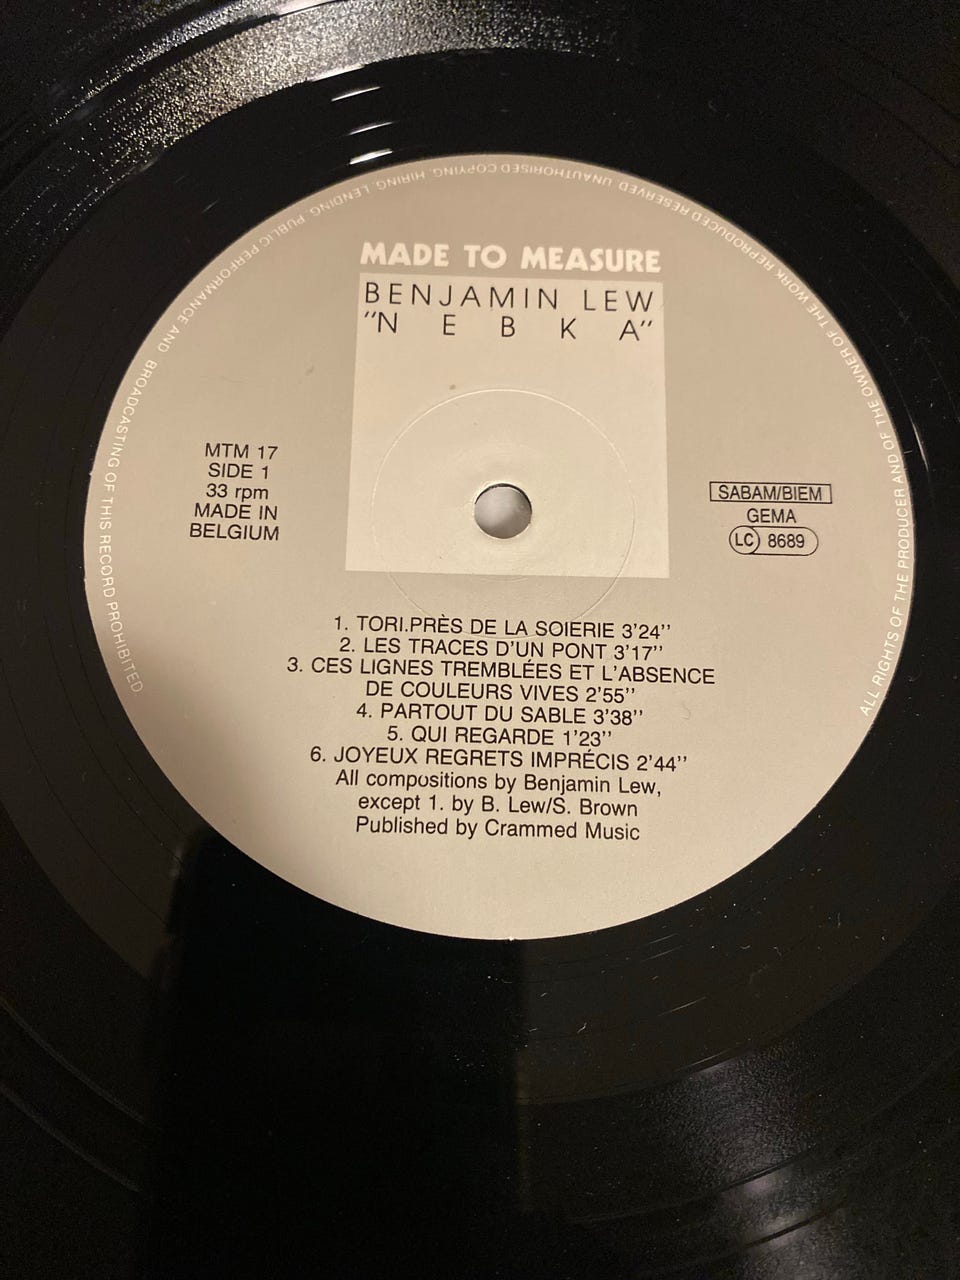 MADE TO MEASURE
BENJAMIN LEW
"N E B K A"
MTM 17
SIDE 1
33 rpm
MADE IN
BELGIUM
SABAM/BIEM
GEMA
LC 8689
1. TORI.PRÈS DE LA SOIERIE 3'24''
2. LES TRACES D'UN PONT 3'17''
3. CES LIGNES TREMBLÉES ET L'ABSENCE
DE COULEURS VIVES 2'55''
4. PARTOUT DU SABLE 3'38''
5. QUI REGARDE 1'23''
6. JOYEUX REGRETS IMPRÉCIS 2'44''
All compositions by Benjamin Lew,
except 1. by B. Lew/S. Brown
Published by Crammed Music
ALL RIGHTS OF THE PRODUCER AND OF THE OWNER OF THE WORK REPRODUCED RESERVED. UNAUTHORISED COPYING, HIRING, LENDING, PUBLIC PERFORMANCE AND BROADCASTING OF THIS RECORD PROHIBITED.